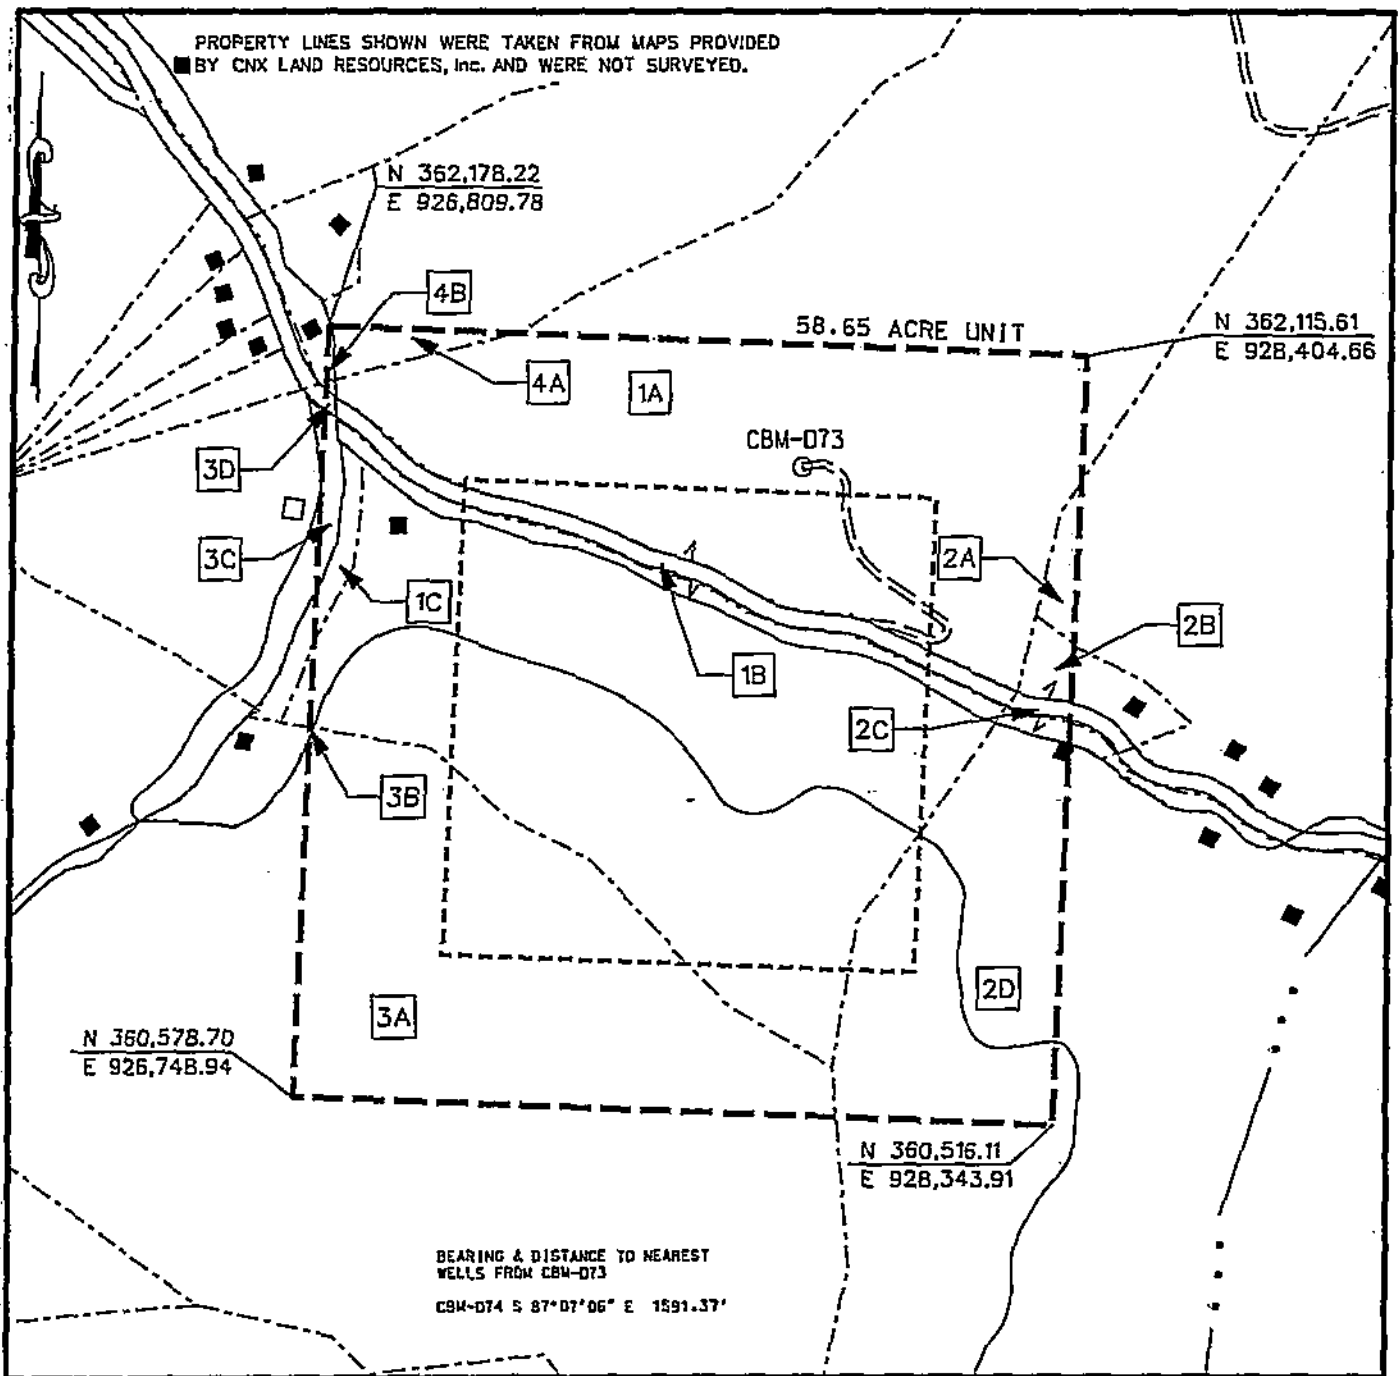 PROPERTY LINES SHOWN WERE TAKEN FROM MAPS PROVIDED
BY CNX LAND RESOURCES, Inc. AND WERE NOT SURVEYED.
N 362,178.22
E 926,809.78
4B
58.65 ACRE UNIT
N 362,115.61
E 928,404.66
4A
1A
CBM-073
3D
3C
2A
1C
2B
1B
2C
3B
2D
3A
N 360,578.70
E 926,748.94
N 360,516.11
E 928,343.91
BEARING & DISTANCE TO NEAREST
WELLS FROM CBM-073
CBM-074 S 87°07'06" E 1591.37'